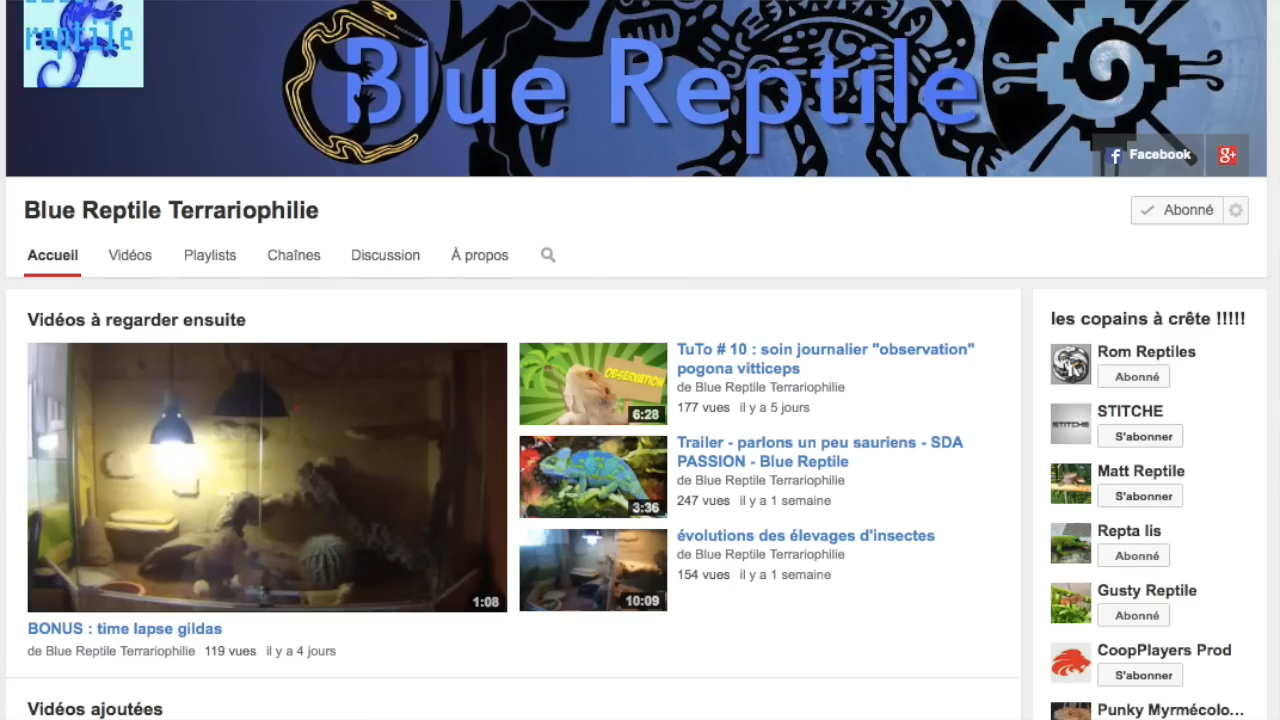 reptile
Blue Reptile
Facebook
g+
Blue Reptile Terrariophilie
Abonné
Accueil
Vidéos
Playlists
Chaînes
Discussion
À propos
Vidéos à regarder ensuite
1:08
BONUS : time lapse gildas
de Blue Reptile Terrariophilie 119 vues il y a 4 jours
OBSERVATION
6:28
TuTo # 10 : soin journalier "observation"
pogona vitticeps
de Blue Reptile Terrariophilie
177 vues il y a 5 jours
3:36
Trailer - parlons un peu sauriens - SDA
PASSION - Blue Reptile
de Blue Reptile Terrariophilie
247 vues il y a 1 semaine
10:09
évolutions des élevages d'insectes
de Blue Reptile Terrariophilie
154 vues il y a 1 semaine
Vidéos ajoutées
les copains à crête !!!!!
Rom Reptiles
Abonné
STITCHE
STITCHE
S'abonner
Matt Reptile
S'abonner
Repta lis
Abonné
Gusty Reptile
Abonné
CoopPlayers Prod
S'abonner
Punky Myrmécolo...